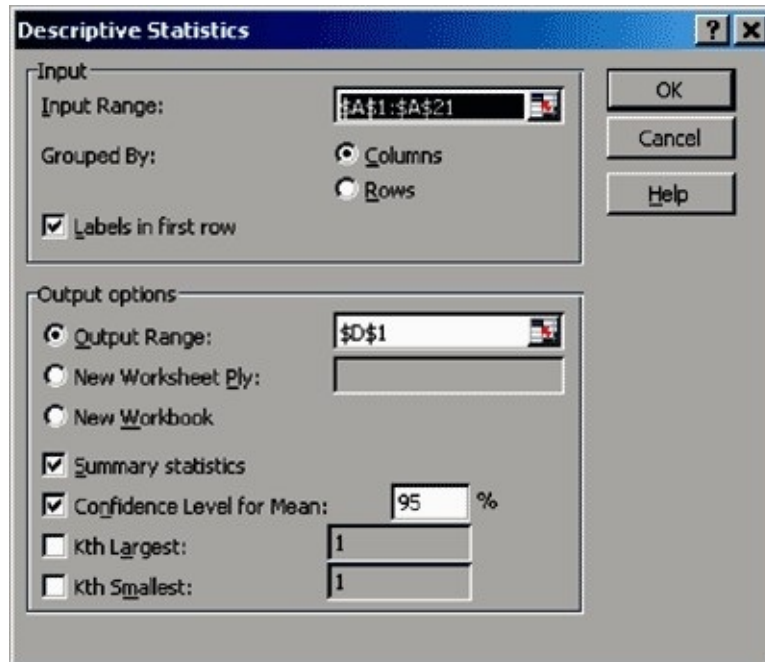 Descriptive Statistics
Input
Input Range: $A$1:$A$21
Grouped By: Columns
Rows
Labels in first row
OK
Cancel
Help
Output options
Output Range: $D$1
New Worksheet Ply:
New Workbook
Summary statistics
Confidence Level for Mean: 95 %
Kth Largest: 1
Kth Smallest: 1